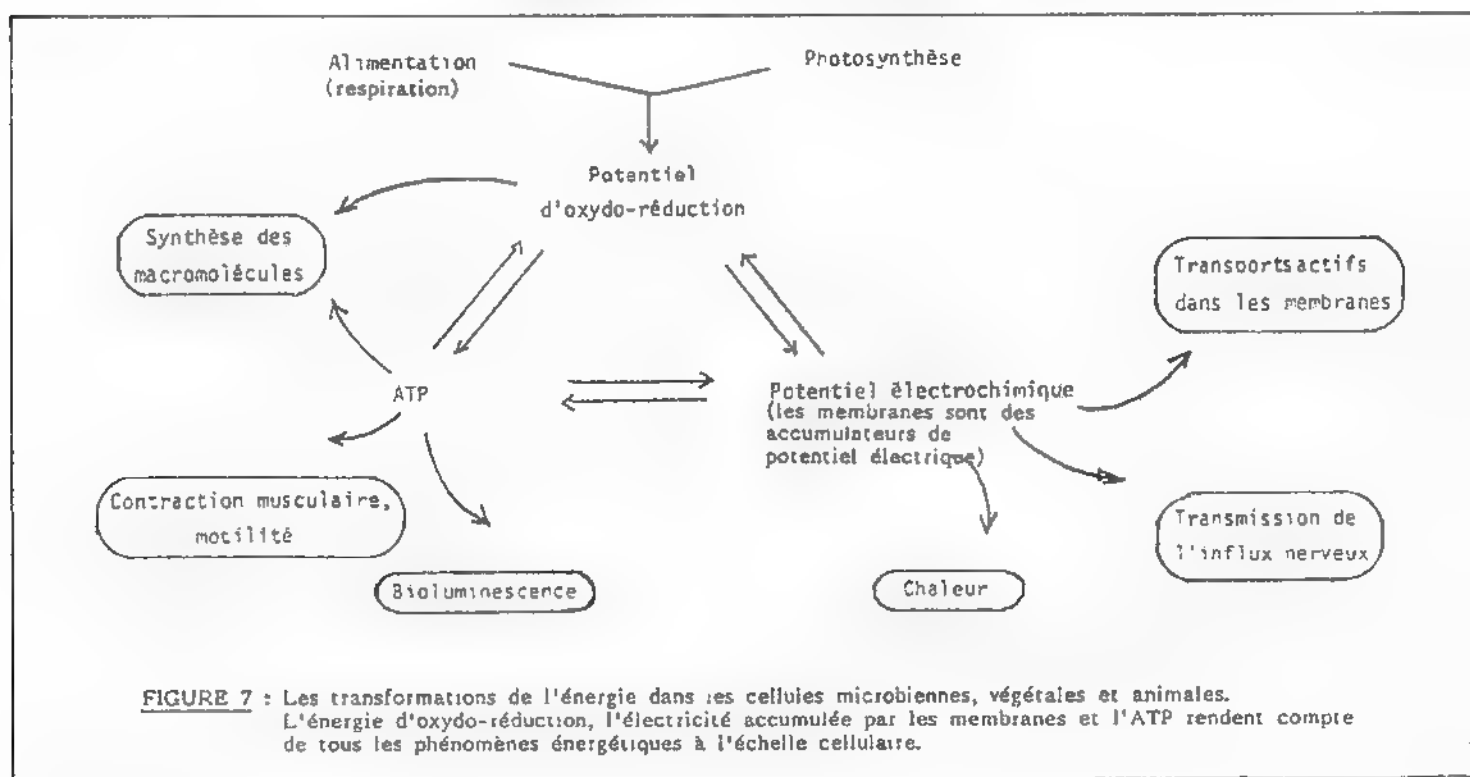 Alimentation
(respiration)
Photosynthèse
Potentiel
d'oxydo-réduction
Synthèse des
macromolécules
Transports actifs
dans les membranes
ATP
Potentiel électrochimique
(les membranes sont des
accumulateurs de
potentiel électrique)
Contraction musculaire,
motilité
Transmission de
l'influx nerveux
Bioluminescence
Chaleur
FIGURE 7 : Les transformations de l'énergie dans les cellules microbiennes, végétales et animales.
L'énergie d'oxydo-réduction, l'électricité accumulée par les membranes et l'ATP rendent compte
de tous les phénomènes énergétiques à l'échelle cellulaire.